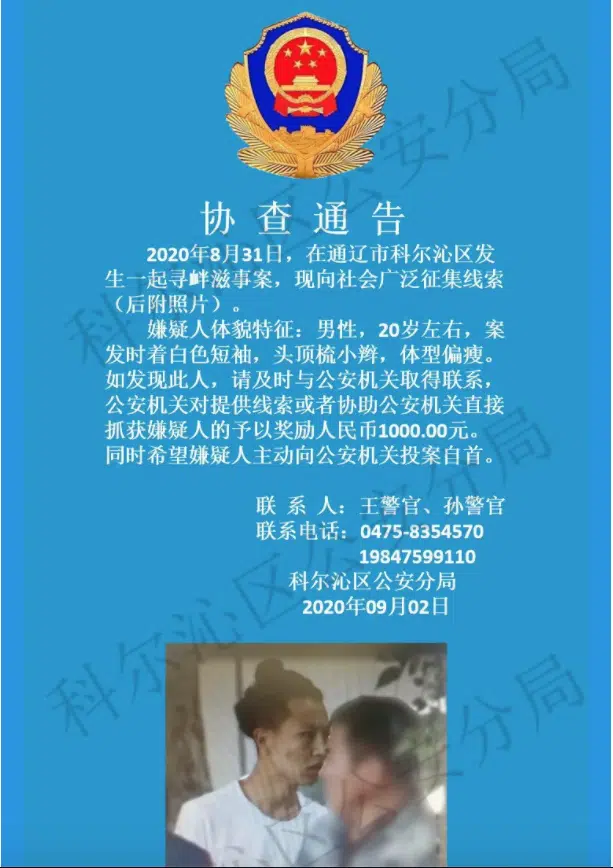 协查通告
2020年8月31日，在通辽市科尔沁区发
生一起寻衅滋事案，现向社会广泛征集线索
（后附照片）。
嫌疑人体貌特征：男性，20岁左右，案
发时着白色短袖，头顶梳小辫，体型偏瘦。
如发现此人，请及时与公安机关取得联系，
公安机关对提供线索或者协助公安机关直接
抓获嫌疑人的予以奖励人民币1000.00元。
同时希望嫌疑人主动向公安机关投案自首。
联 系 人：王警官、孙警官
联系电话：0475-8354570
19847599110
科尔沁区公安分局
2020年09月02日
科尔沁区公安分局
科尔沁区公安分局